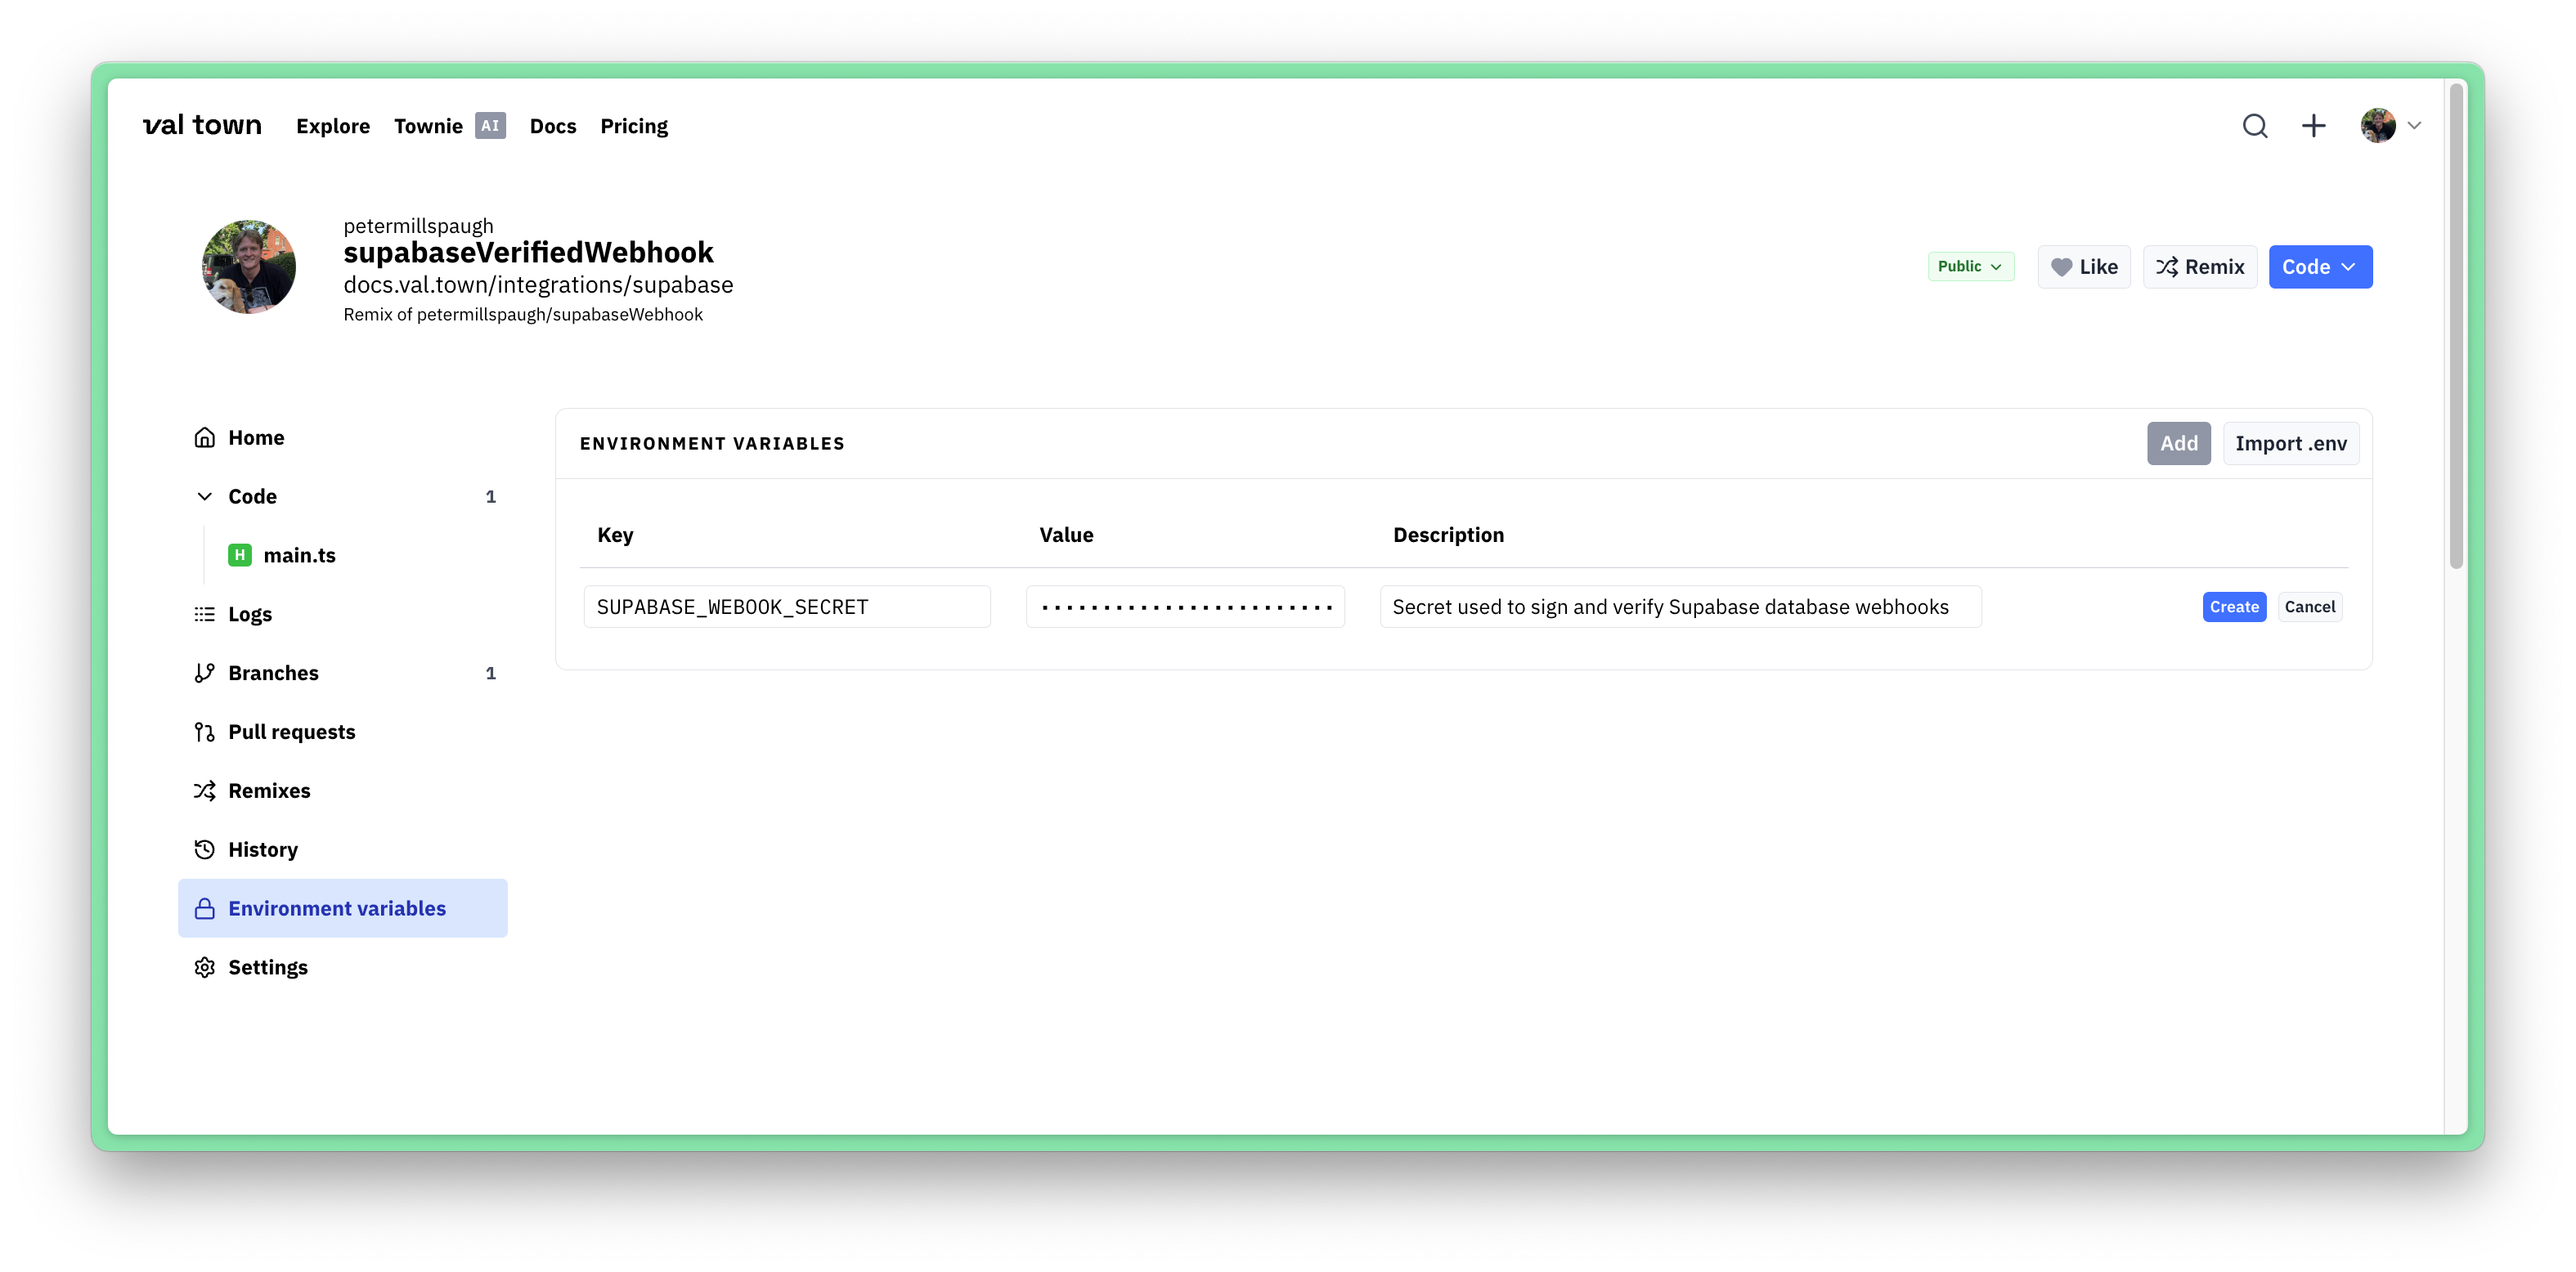 val town Explore Townie AI Docs Pricing
petermillspaugh
supabaseVerifiedWebhook
docs.val.town/integrations/supabase
Remix of petermillspaugh/supabaseWebhook
Public Like Remix Code
Home
Code 1
H main.ts
Logs
Branches 1
Pull requests
Remixes
History
Environment variables
Settings
ENVIRONMENT VARIABLES Add Import .env
Key Value Description
SUPABASE_WEBOOK_SECRET ························ Secret used to sign and verify Supabase database webhooks Create Cancel